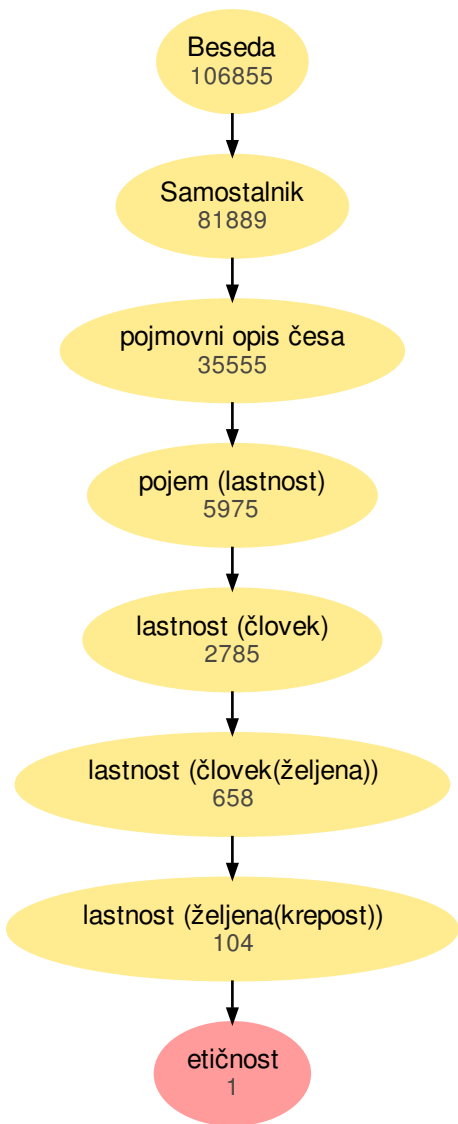 Beseda
106855
Samostalnik
81889
pojmovni opis česa
35555
pojem (lastnost)
5975
lastnost (človek)
2785
lastnost (človek(željena))
658
lastnost (željena(krepost))
104
etičnost
1